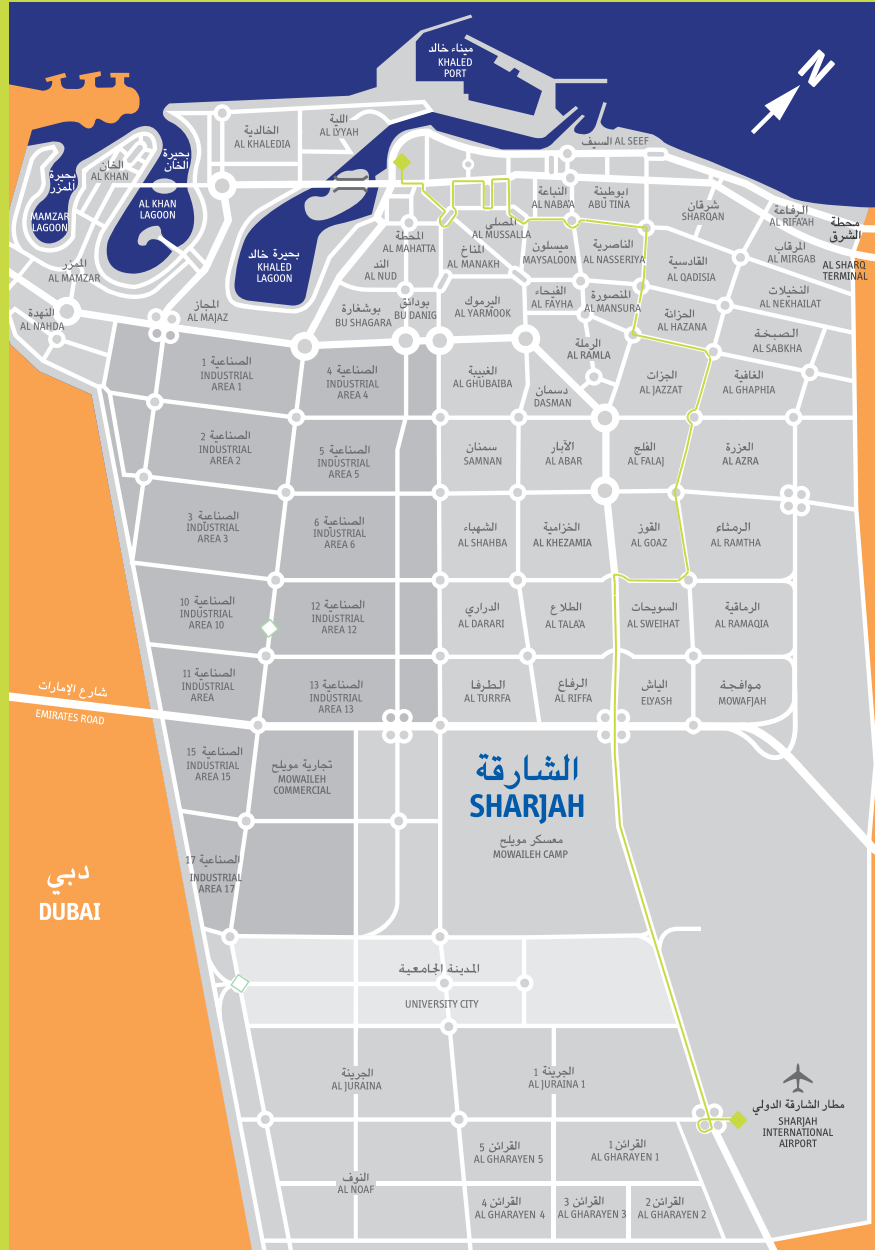 ميناء خالد
KHALED
PORT
N
الخالدية
AL KHALEDIA
اللية
AL LYYAH
السيف AL SEEF
بحيرة
الخان
الخان
AL KHAN
بحيرة
الممزر
MAMZAR
LAGOON
AL KHAN
LAGOON
النباعة
AL NABA'A
ابوطينة
ABU TINA
شرقان
SHARQAN
الرفاعة
AL RIFA'AH
محطة
الشرق
AL SHARQ
TERMINAL
المحطة
AL MAHATTA
المصلى
AL MUSSALLA
المرقاب
AL MIRGAB
بحيرة خالد
KHALED
LAGOON
الند
AL NUD
المناخ
AL MANAKH
ميسلون
MAYSALOON
الناصرية
AL NASSERIYA
القادسية
AL QADISIA
الممزر
AL MAMZAR
النخيلات
AL NEKHAILAT
النهدة
AL NAHDA
المجاز
AL MAJAZ
بوشغارة
BU SHAGARA
بودانق
BU DANIG
اليرموك
AL YARMOOK
الفيحاء
AL FAYHA
المنصورة
AL MANSURA
الحزانة
AL HAZANA
الصبخة
AL SABKHA
الرملة
AL RAMLA
الصناعية 1
INDUSTRIAL
AREA 1
الصناعية 4
INDUSTRIAL
AREA 4
الغبيبة
AL GHUBAIBA
دسمان
DASMAN
الجزات
AL JAZZAT
الغافية
AL GHAPHIA
الصناعية 2
INDUSTRIAL
AREA 2
الصناعية 5
INDUSTRIAL
AREA 5
سمنان
SAMNAN
الآبار
AL ABAR
الفلج
AL FALAJ
العزرة
AL AZRA
الصناعية 3
INDUSTRIAL
AREA 3
الصناعية 6
INDUSTRIAL
AREA 6
الشهباء
AL SHAHBA
الخزامية
AL KHEZAMIA
القوز
AL GOAZ
الرمثاء
AL RAMTHA
الصناعية 10
INDUSTRIAL
AREA 10
الصناعية 12
INDUSTRIAL
AREA 12
الدراري
AL DARARI
الطلاع
AL TALA'A
السويحات
AL SWEIHAT
الرماقية
AL RAMAQIA
الصناعية 11
INDUSTRIAL
AREA
الصناعية 13
INDUSTRIAL
AREA 13
الطرفا
AL TURRFA
الرفاع
AL RIFFA
الياش
ELYASH
موافجة
MOWAFJAH
شارع الإمارات
EMIRATES ROAD
الصناعية 15
INDUSTRIAL
AREA 15
تجارية مويلح
MOWAILEH
COMMERCIAL
الشارقة
SHARJAH
معسكر مويلح
MOWAILEH CAMP
الصناعية 17
INDUSTRIAL
AREA 17
دبي
DUBAI
المدينة الجامعية
UNIVERSITY CITY
الجرينة
AL JURAINA
الجرينة 1
AL JURAINA 1
مطار الشارقة الدولي
SHARJAH
INTERNATIONAL
AIRPORT
القرائن 5
AL GHARAYEN 5
القرائن 1
AL GHARAYEN 1
النوف
AL NOAF
القرائن 4
AL GHARAYEN 4
القرائن 3
AL GHARAYEN 3
القرائن 2
AL GHARAYEN 2